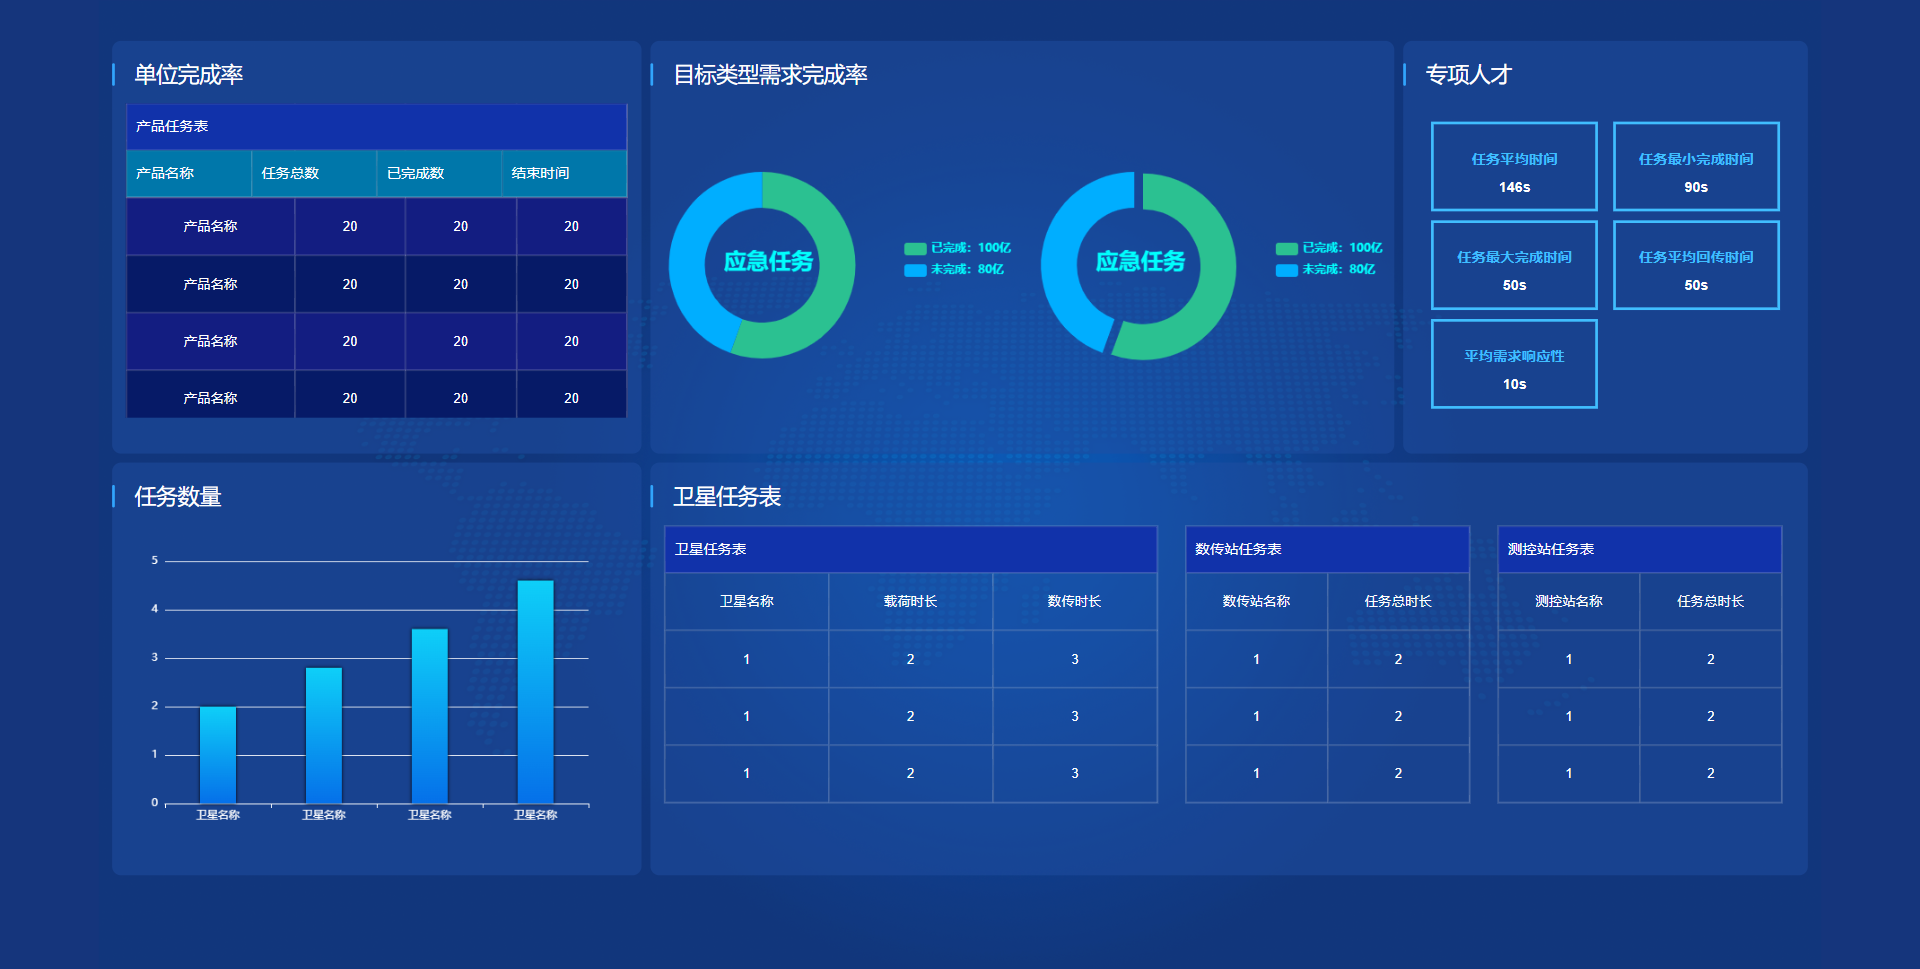 单位完成率
产品任务表
产品名称 任务总数 已完成数 结束时间
产品名称 20 20 20
产品名称 20 20 20
产品名称 20 20 20
产品名称 20 20 20
目标类型需求完成率
应急任务
已完成：100亿
未完成：80亿
应急任务
已完成：100亿
未完成：80亿
专项人才
任务平均时间
146s
任务最小完成时间
90s
任务最大完成时间
50s
任务平均回传时间
50s
平均需求响应性
10s
任务数量
5
4
3
2
1
0
卫星名称 卫星名称 卫星名称 卫星名称
卫星任务表
卫星任务表
卫星名称 载荷时长 数传时长
1 2 3
1 2 3
1 2 3
数传站任务表
数传站名称 任务总时长
1 2
1 2
1 2
测控站任务表
测控站名称 任务总时长
1 2
1 2
1 2